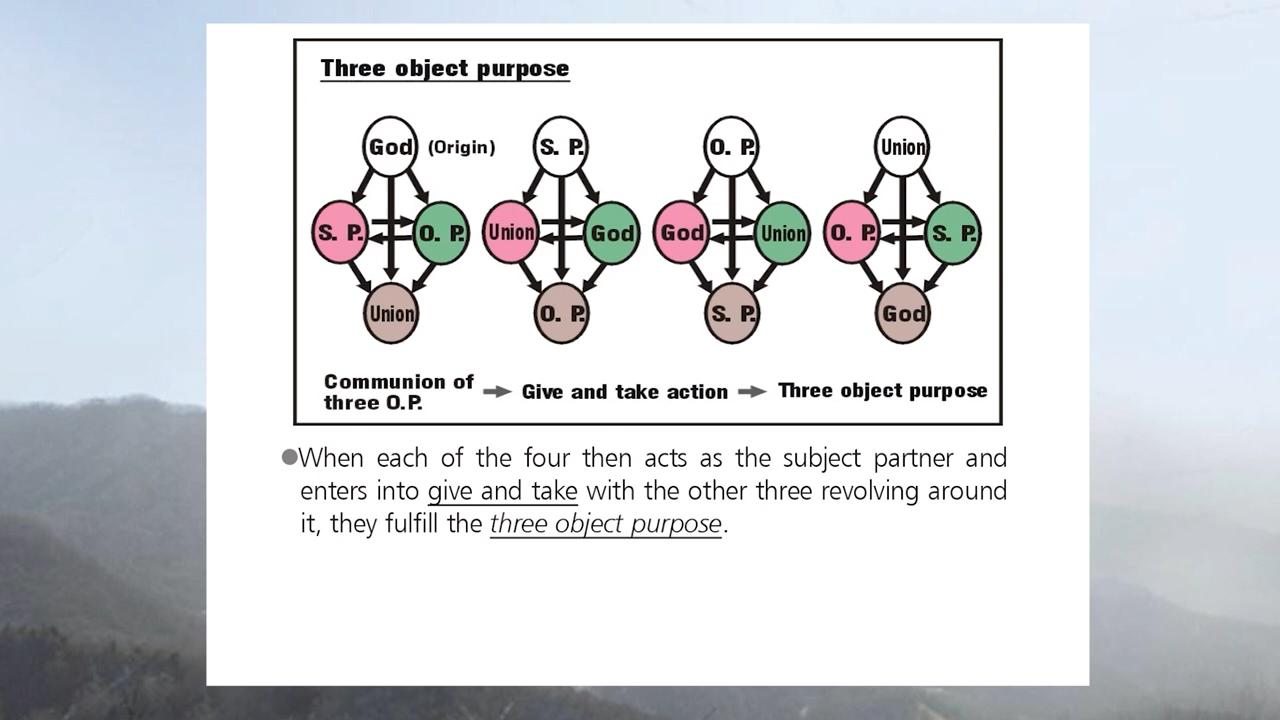 Three object purpose
God (Origin) S. P. O. P. Union
S. P. O. P. Union God God Union O. P. S. P.
Union O. P. S. P. God
Communion of
three O.P. Give and take action Three object purpose
When each of the four then acts as the subject partner and
enters into give and take with the other three revolving around
it, they fulfill the three object purpose.